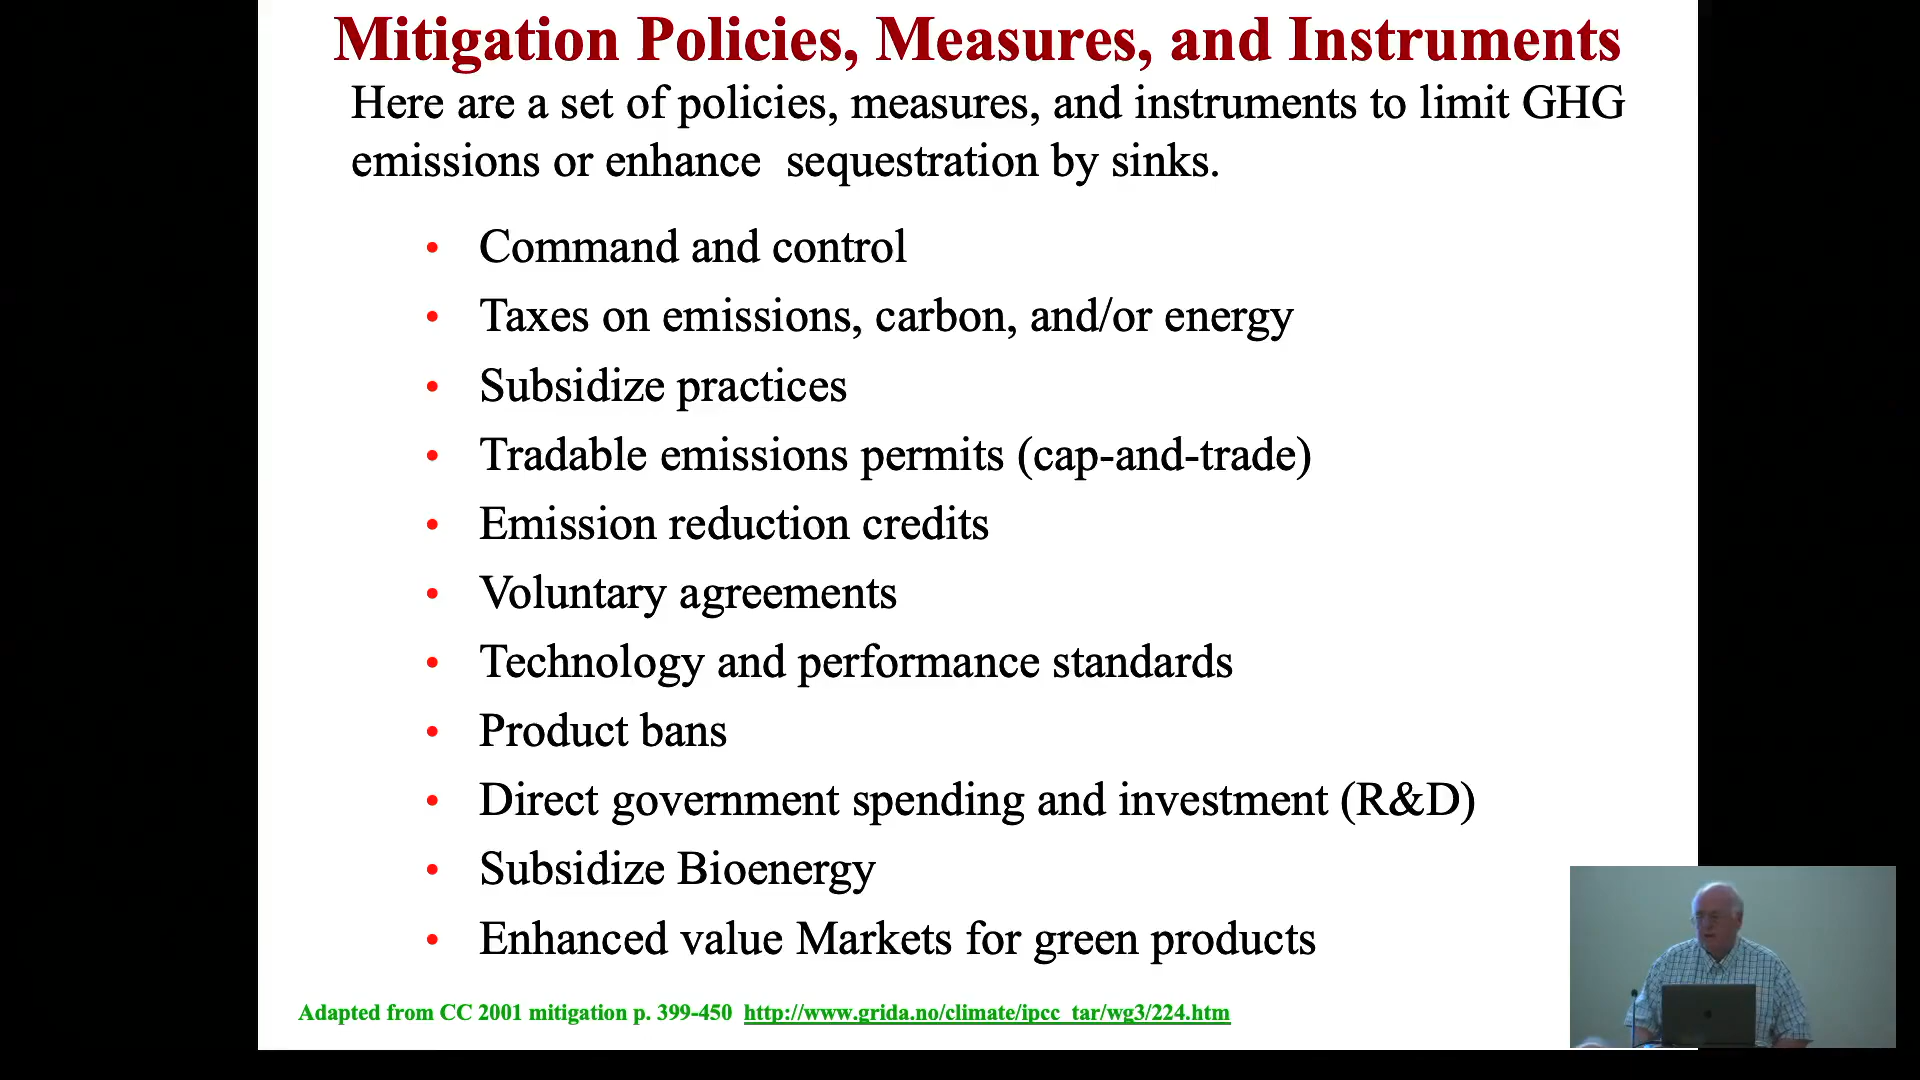 Mitigation Policies, Measures, and Instruments
Here are a set of policies, measures, and instruments to limit GHG
emissions or enhance  sequestration by sinks.
• Command and control
• Taxes on emissions, carbon, and/or energy
• Subsidize practices
• Tradable emissions permits (cap-and-trade)
• Emission reduction credits
• Voluntary agreements
• Technology and performance standards
• Product bans
• Direct government spending and investment (R&D)
• Subsidize Bioenergy
• Enhanced value Markets for green products
Adapted from CC 2001 mitigation p. 399-450  http://www.grida.no/climate/ipcc_tar/wg3/224.htm